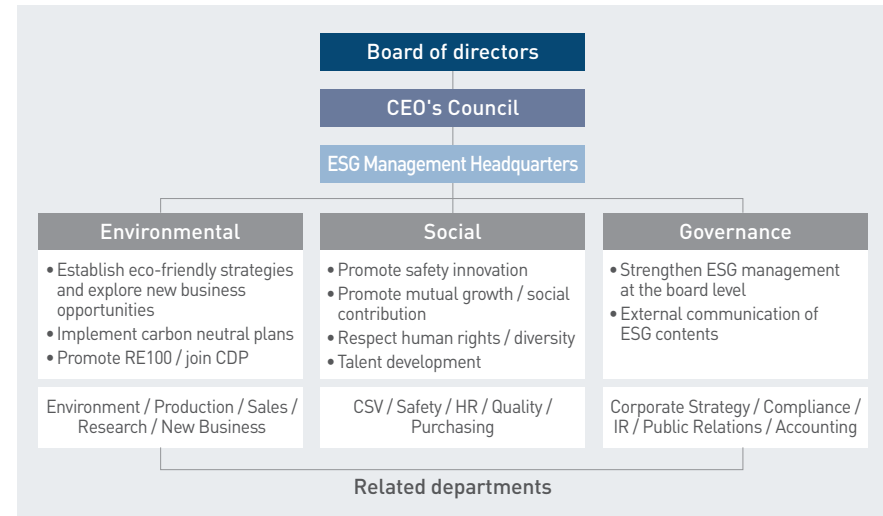 Board of directors
CEO's Council
ESG Management Headquarters
Environmental
• Establish eco-friendly strategies
and explore new business
opportunities
• Implement carbon neutral plans
• Promote RE100 / join CDP
Environment / Production / Sales /
Research / New Business
Social
• Promote safety innovation
• Promote mutual growth / social
contribution
• Respect human rights / diversity
• Talent development
CSV / Safety / HR / Quality /
Purchasing
Governance
• Strengthen ESG management
at the board level
• External communication of
ESG contents
Corporate Strategy / Compliance /
IR / Public Relations / Accounting
Related departments